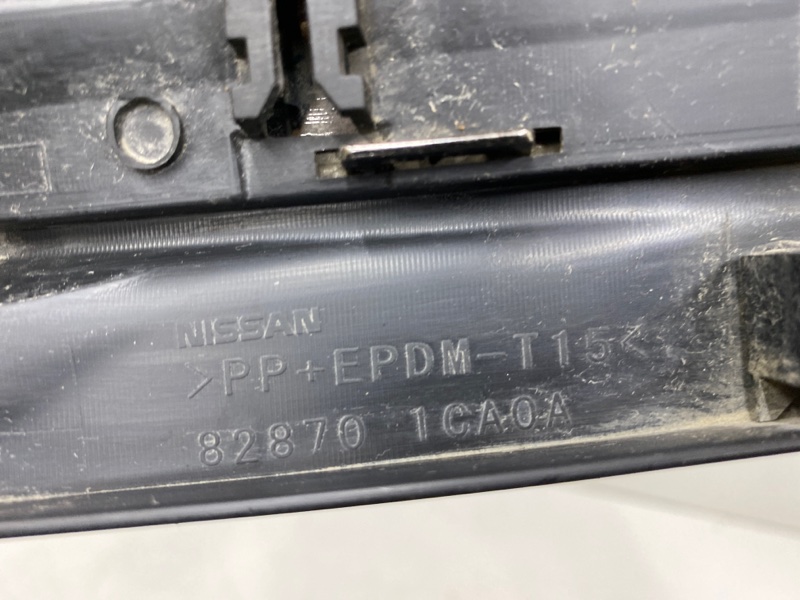 NISSAN
>PP+EPDM-T15<
82870 1CA0A